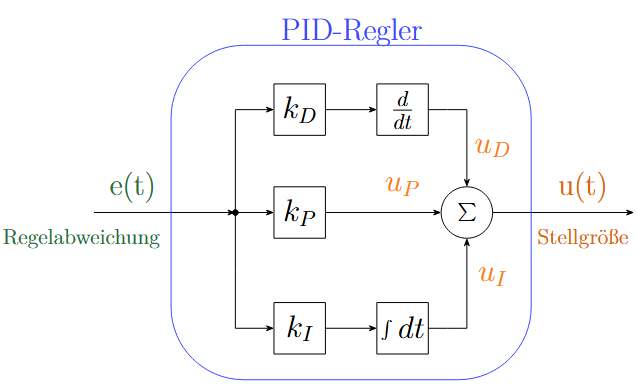 PID-Regler
k_D
d/dt
u_D
e(t)
u_P
u(t)
k_P
Σ
Regelabweichung
Stellgröße
u_I
k_I
∫ dt